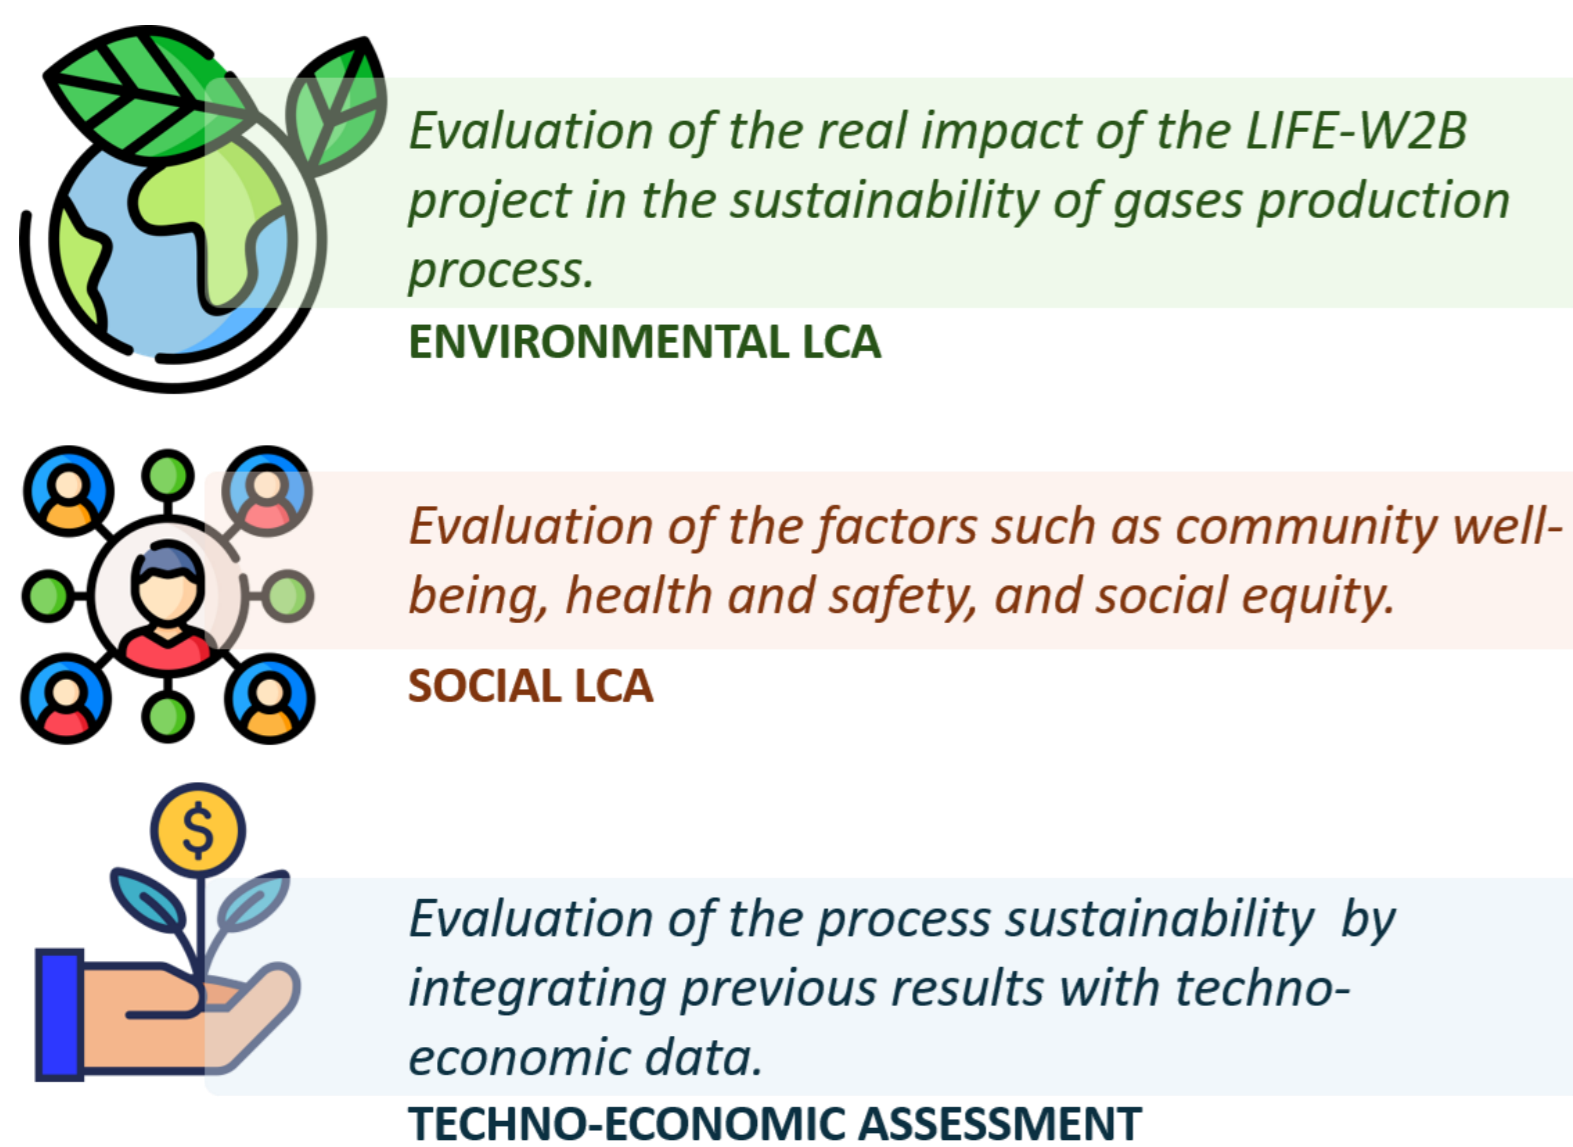 Evaluation of the real impact of the LIFE-W2B
project in the sustainability of gases production
process.
ENVIRONMENTAL LCA
Evaluation of the factors such as community well-
being, health and safety, and social equity.
SOCIAL LCA
$
Evaluation of the process sustainability  by
integrating previous results with techno-
economic data.
TECHNO-ECONOMIC ASSESSMENT